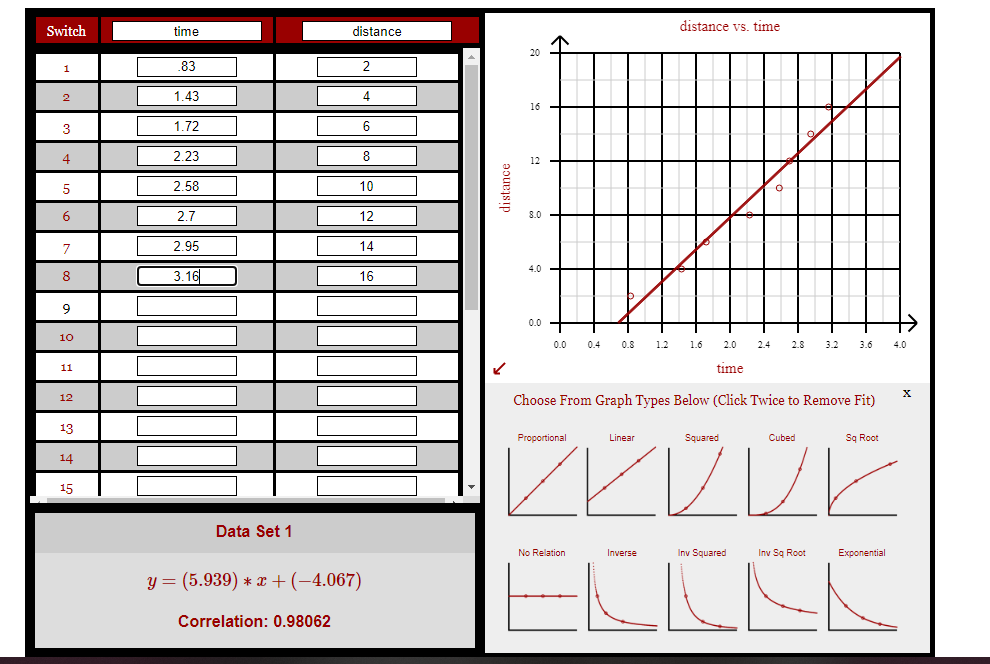 Switch time distance
1 .83 2
2 1.43 4
3 1.72 6
4 2.23 8
5 2.58 10
6 2.7 12
7 2.95 14
8 3.16 16
9
10
11
12
13
14
15
Data Set 1
y = (5.939) * x + (−4.067)
Correlation: 0.98062
distance vs. time
20
16
12
8.0
4.0
0.0
distance
0.0 0.4 0.8 1.2 1.6 2.0 2.4 2.8 3.2 3.6 4.0
time
x
Choose From Graph Types Below (Click Twice to Remove Fit)
Proportional Linear Squared Cubed Sq Root
No Relation Inverse Inv Squared Inv Sq Root Exponential